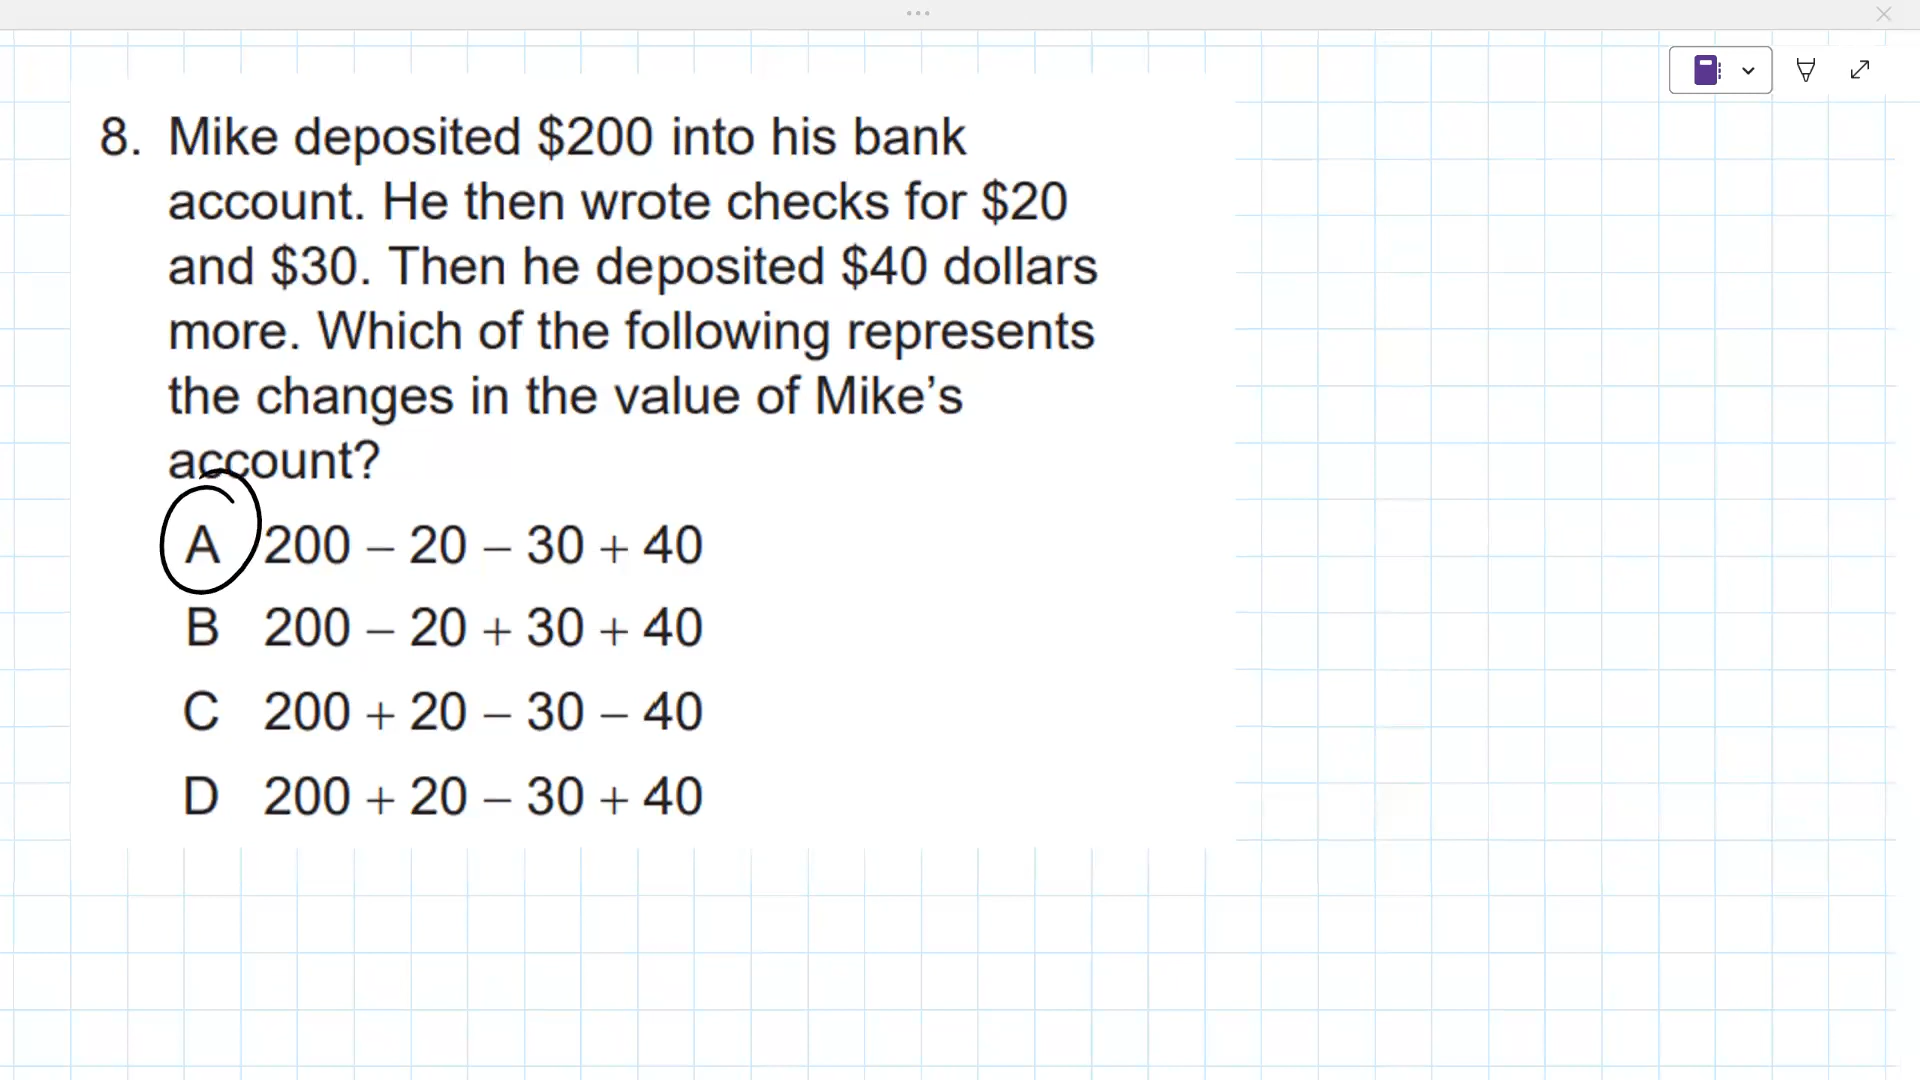 8. Mike deposited $200 into his bank
account. He then wrote checks for $20
and $30. Then he deposited $40 dollars
more. Which of the following represents
the changes in the value of Mike’s
account?
A 200 – 20 – 30 + 40
B 200 – 20 + 30 + 40
C 200 + 20 – 30 – 40
D 200 + 20 – 30 + 40